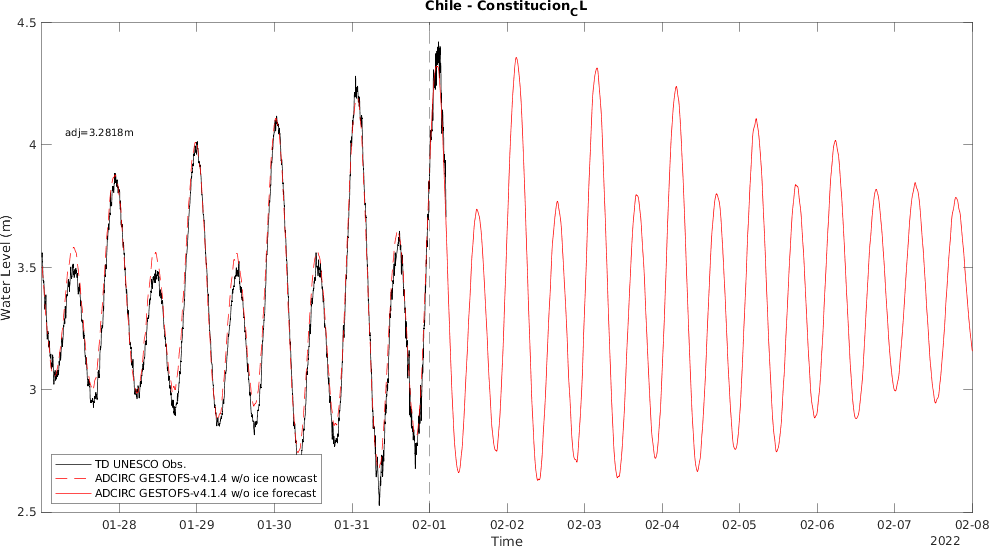 Chile - Constitucion_CL
4.5
4
3.5
3
2.5
Water Level (m)
adj=3.2818m
TD UNESCO Obs.
ADCIRC GESTOFS-v4.1.4 w/o ice nowcast
ADCIRC GESTOFS-v4.1.4 w/o ice forecast
01-28 01-29 01-30 01-31 02-01 02-02 02-03 02-04 02-05 02-06 02-07 02-08
Time
2022